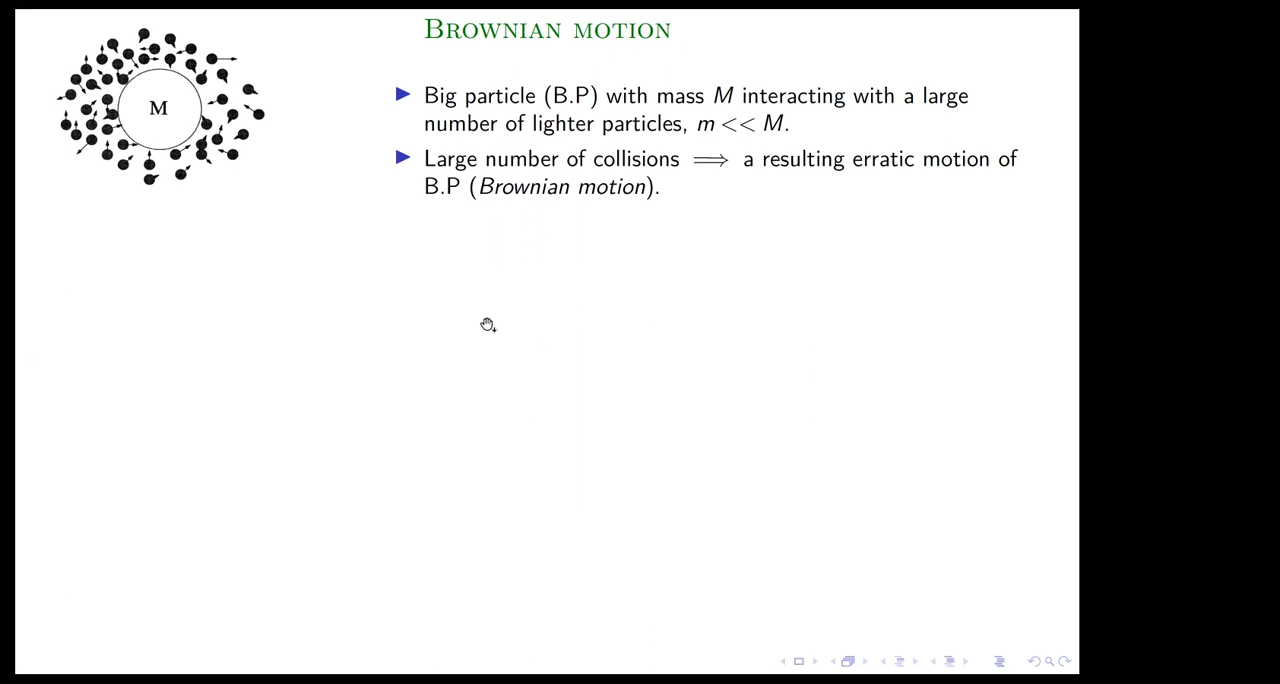 BROWNIAN MOTION
M
▶ Big particle (B.P) with mass M interacting with a large
number of lighter particles, m << M.
▶ Large number of collisions ⟹ a resulting erratic motion of
B.P (Brownian motion).